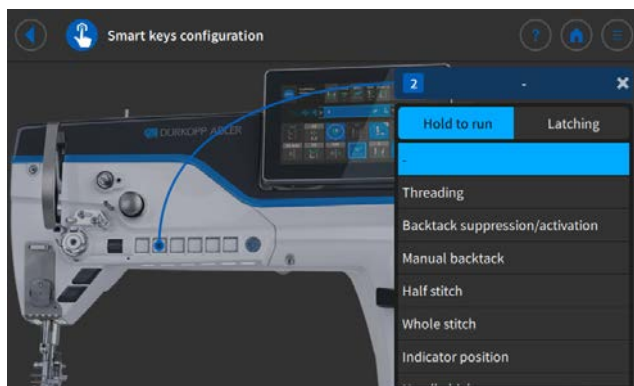 Smart keys configuration
?
2 - ×
Hold to run Latching
-
Threading
Backtack suppression/activation
Manual backtack
Half stitch
Whole stitch
Indicator position
DÜRKOPP ADLER